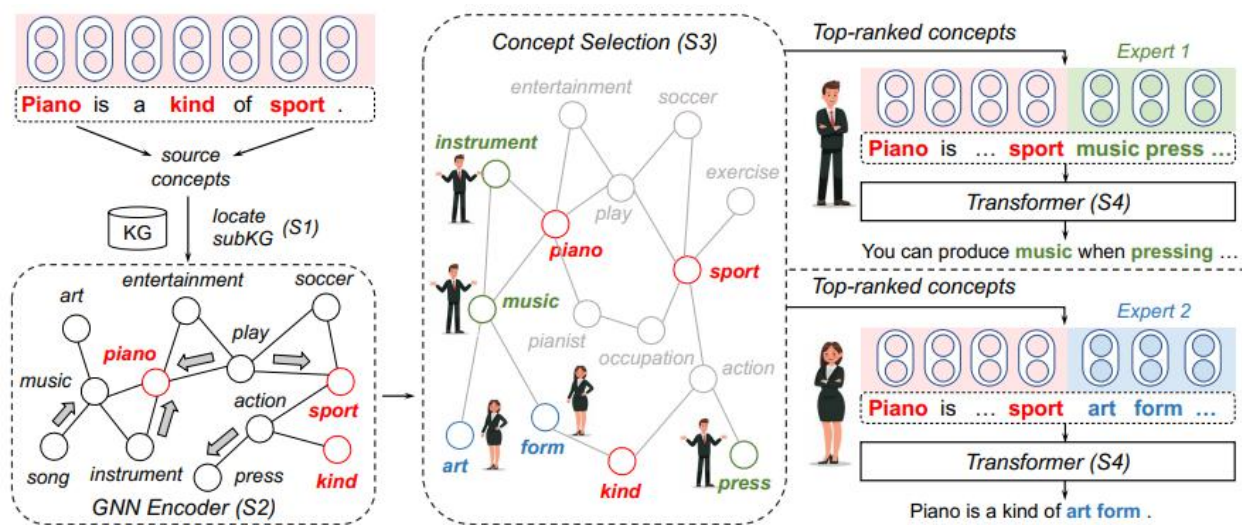 Piano is a kind of sport .
source
concepts
KG
locate
subKG
(S1)
entertainment
soccer
art
play
piano
music
action
sport
song
instrument
press
kind
GNN Encoder (S2)
Concept Selection (S3)
entertainment
soccer
instrument
exercise
play
piano
sport
music
pianist
occupation
action
form
art
kind
press
Top-ranked concepts
Expert 1
Piano is ... sport music press ...
Transformer (S4)
You can produce music when pressing ...
Top-ranked concepts
Expert 2
Piano is ... sport art form ...
Transformer (S4)
Piano is a kind of art form .